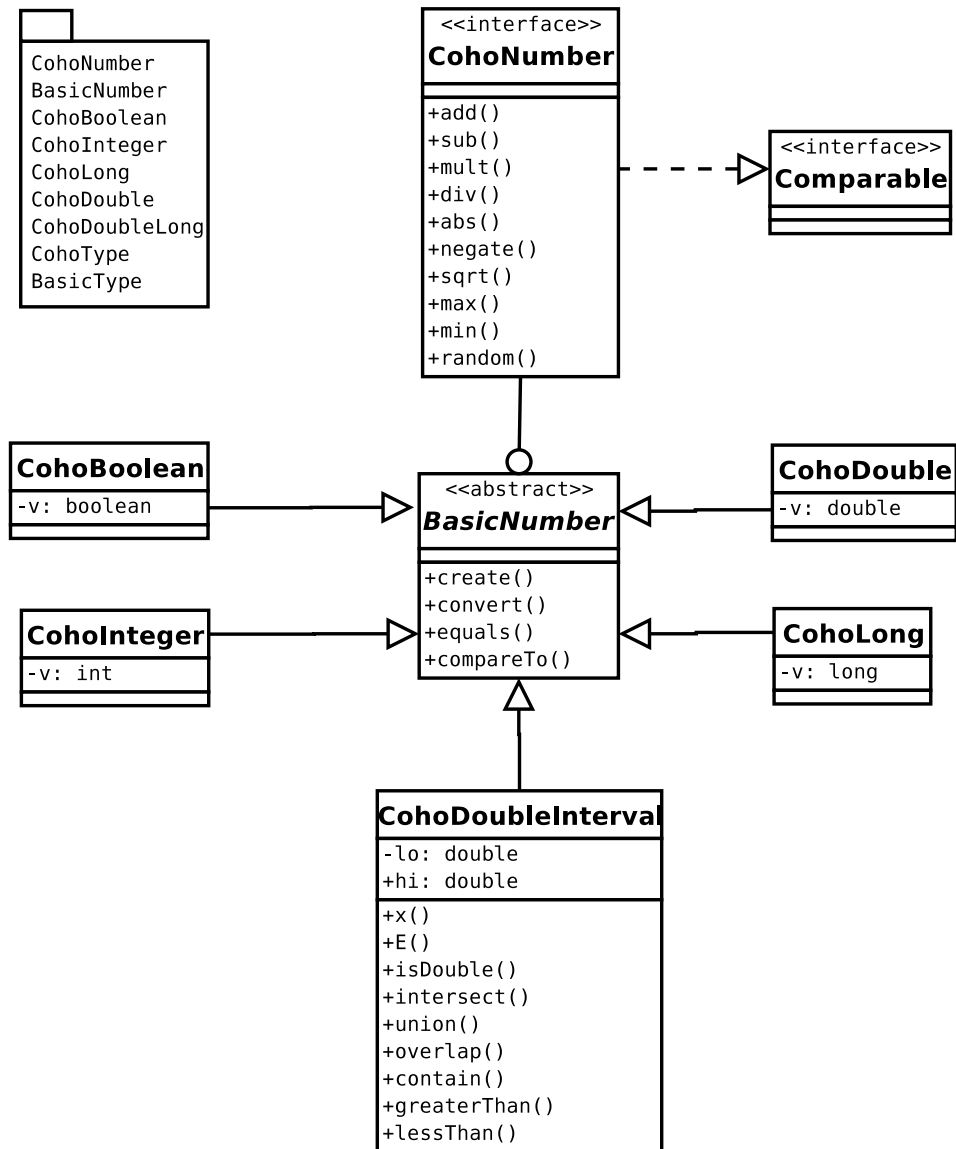 CohoNumber
BasicNumber
CohoBoolean
CohoInteger
CohoLong
CohoDouble
CohoDoubleLong
CohoType
BasicType
<<interface>>
CohoNumber
+add()
+sub()
+mult()
+div()
+abs()
+negate()
+sqrt()
+max()
+min()
+random()
<<interface>>
Comparable
CohoBoolean
-v: boolean
<<abstract>>
BasicNumber
+create()
+convert()
+equals()
+compareTo()
CohoDouble
-v: double
CohoInteger
-v: int
CohoLong
-v: long
CohoDoubleInterval
-lo: double
+hi: double
+x()
+E()
+isDouble()
+intersect()
+union()
+overlap()
+contain()
+greaterThan()
+lessThan()